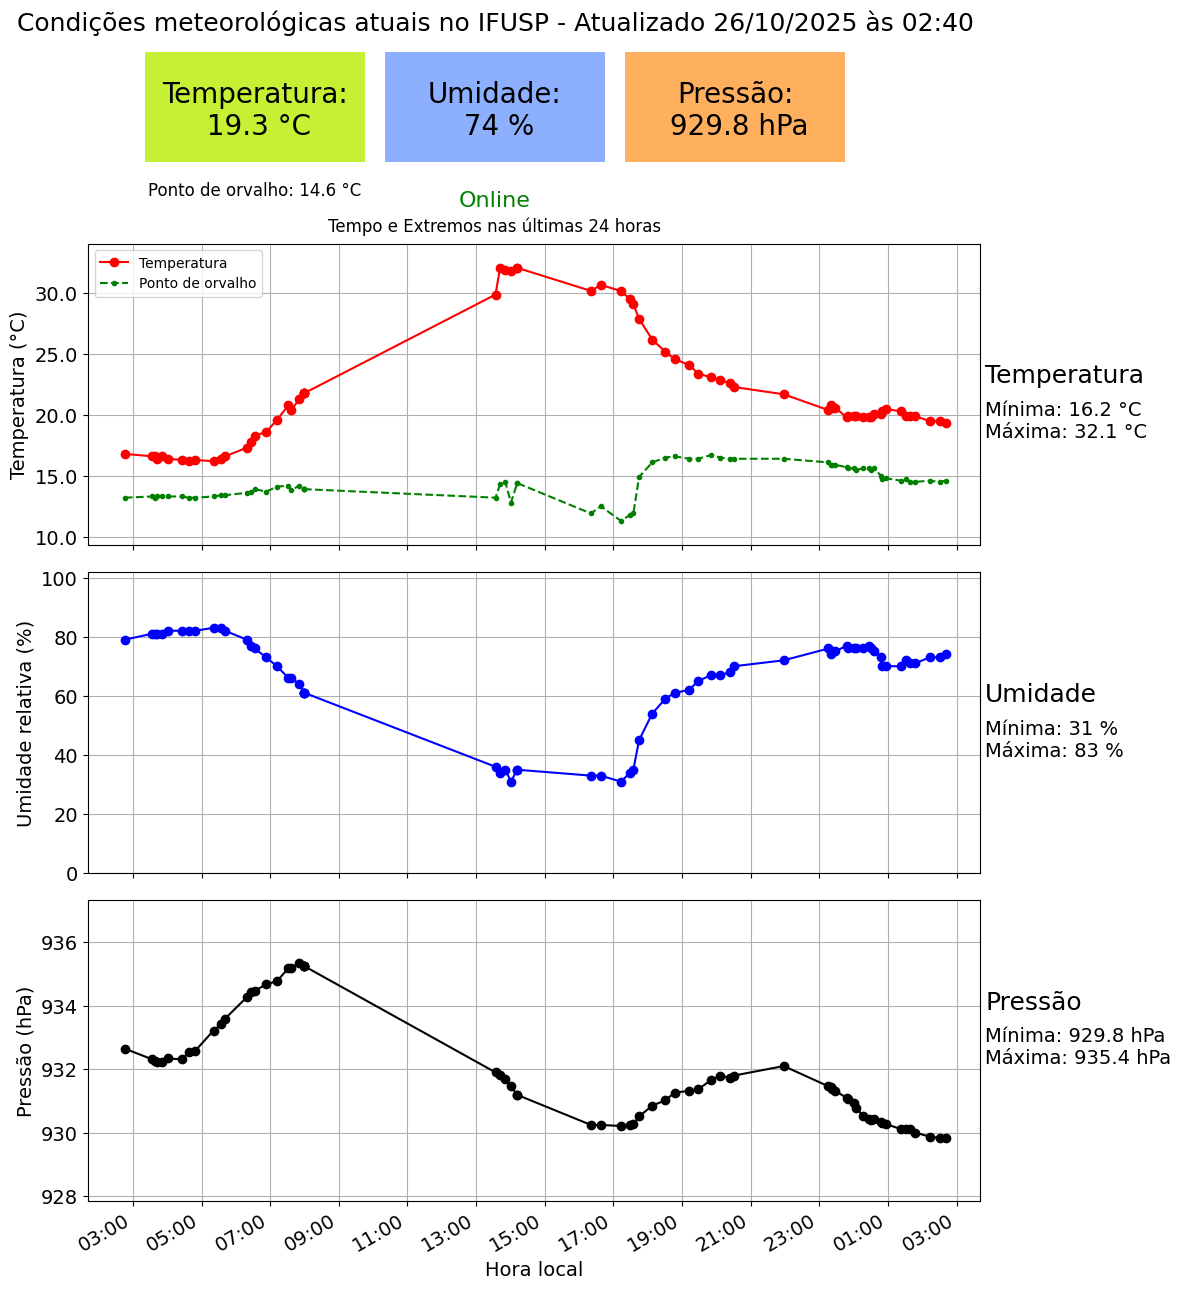 Condições meteorológicas atuais no IFUSP - Atualizado 26/10/2025 às 02:40
Temperatura:
19.3 °C
Umidade:
74 %
Pressão:
929.8 hPa
Ponto de orvalho: 14.6 °C
Online
Tempo e Extremos nas últimas 24 horas
Temperatura
Ponto de orvalho
Temperatura (°C)
30.0
25.0
20.0
15.0
10.0
Temperatura
Mínima: 16.2 °C
Máxima: 32.1 °C
Umidade relativa (%)
100
80
60
40
20
0
Umidade
Mínima: 31 %
Máxima: 83 %
Pressão (hPa)
936
934
932
930
928
Pressão
Mínima: 929.8 hPa
Máxima: 935.4 hPa
03:00 05:00 07:00 09:00 11:00 13:00 15:00 17:00 19:00 21:00 23:00 01:00 03:00
Hora local